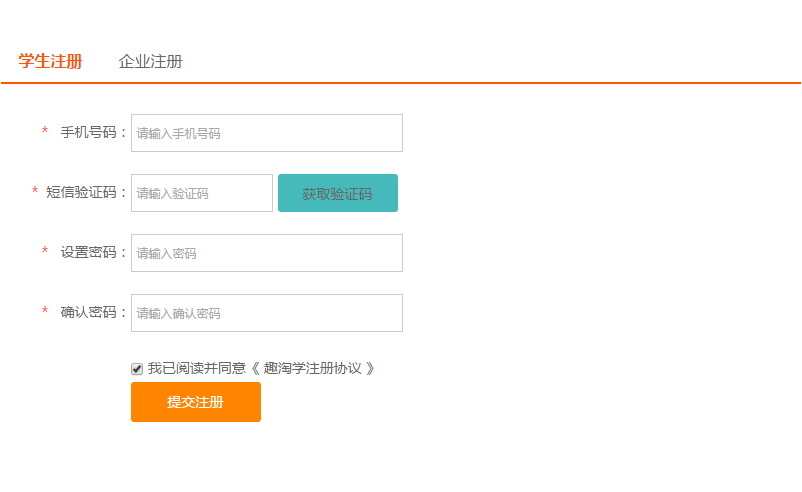 学生注册 企业注册
* 手机号码： 请输入手机号码
* 短信验证码： 请输入验证码 获取验证码
* 设置密码： 请输入密码
* 确认密码： 请输入确认密码
我已阅读并同意《 趣淘学注册协议 》
提交注册